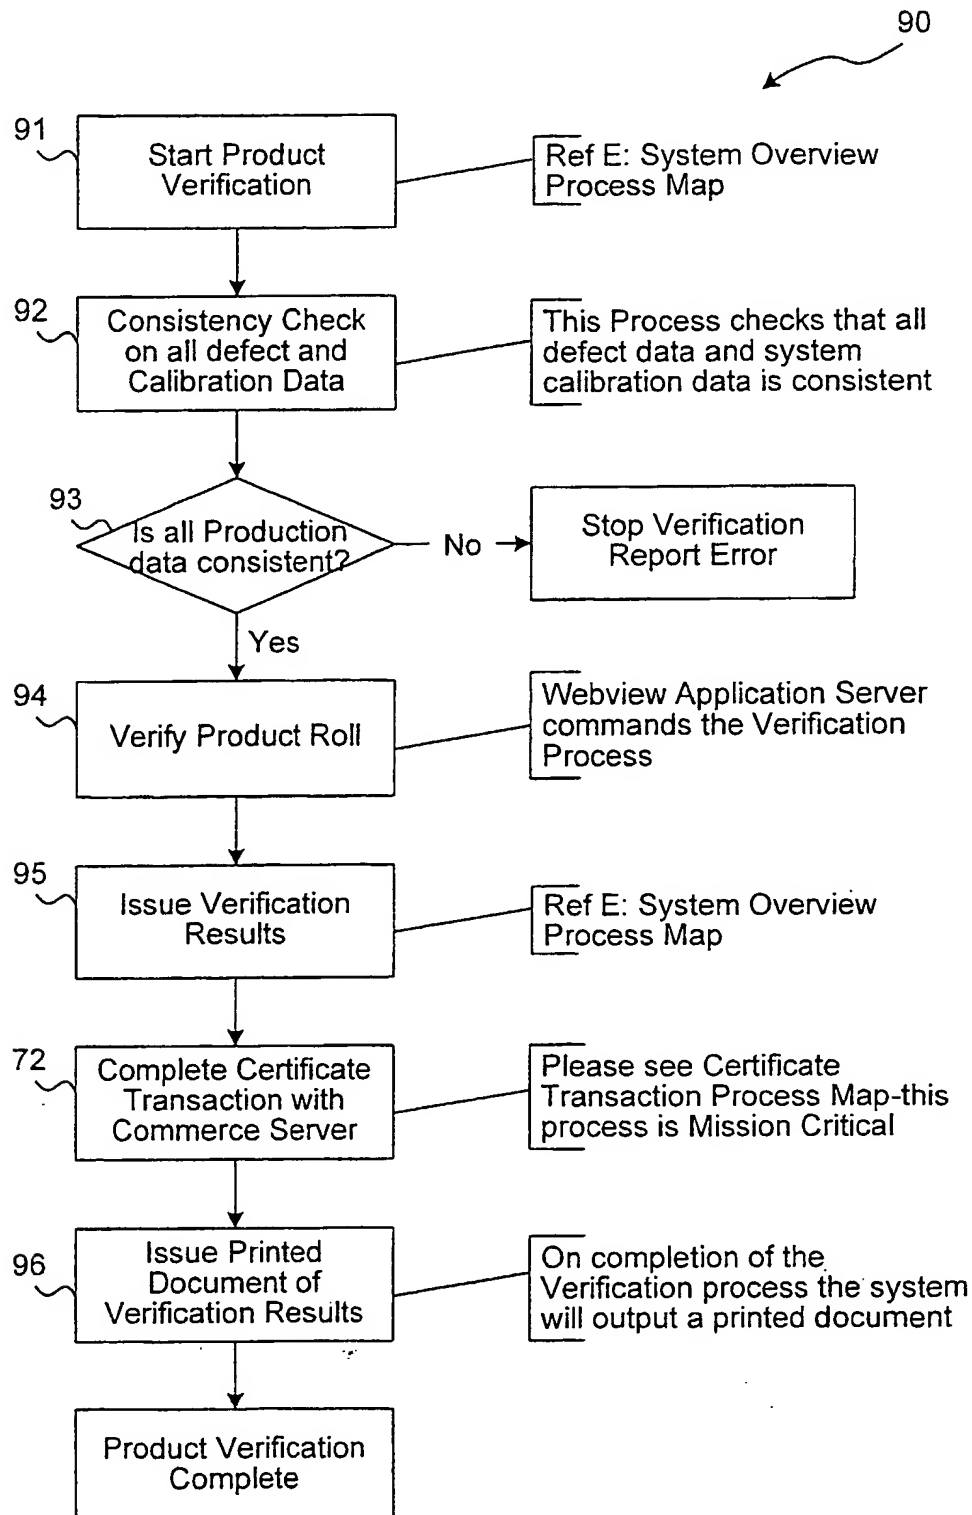 90
91
Start Product
Verification
Ref E: System Overview
Process Map
92
Consistency Check
on all defect and
Calibration Data
This Process checks that all
defect data and system
calibration data is consistent
93
Is all Production
data consistent?
No
Stop Verification
Report Error
Yes
94
Verify Product Roll
Webview Application Server
commands the Verification
Process
95
Issue Verification
Results
Ref E: System Overview
Process Map
72
Complete Certificate
Transaction with
Commerce Server
Please see Certificate
Transaction Process Map-this
process is Mission Critical
96
Issue Printed
Document of
Verification Results
On completion of the
Verification process the system
will output a printed document
Product Verification
Complete